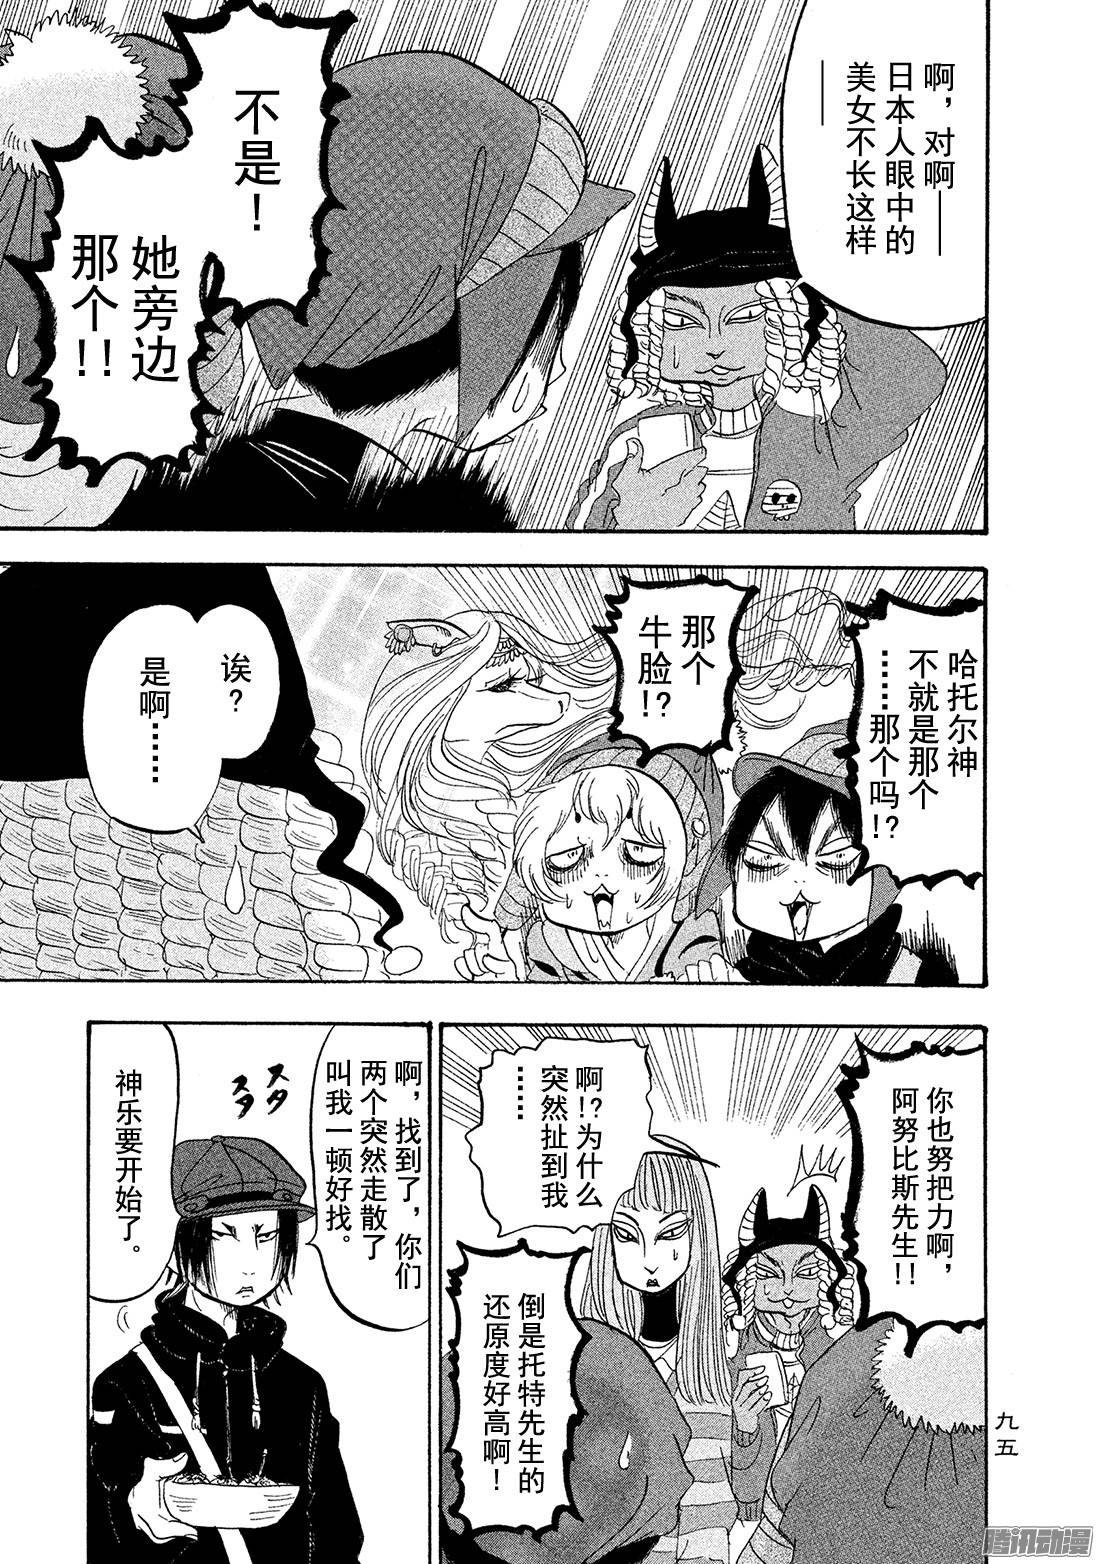 啊，对啊——
日本人眼中的
美女不长这样
——
不是！
她旁边
那个！！
哈托尔神
不就是那个
……那个吗！？
那个
牛脸！？
诶？
是啊……
你也努把力啊，
阿努比斯先生！！
啊！？为什么
突然扯到我
……
倒是托特先生的
还原度好高啊！
啊，找到了，你们
两个突然走散了
叫我一顿好找。
スタ
スタ
神乐要开始了。
九五
腾讯动漫